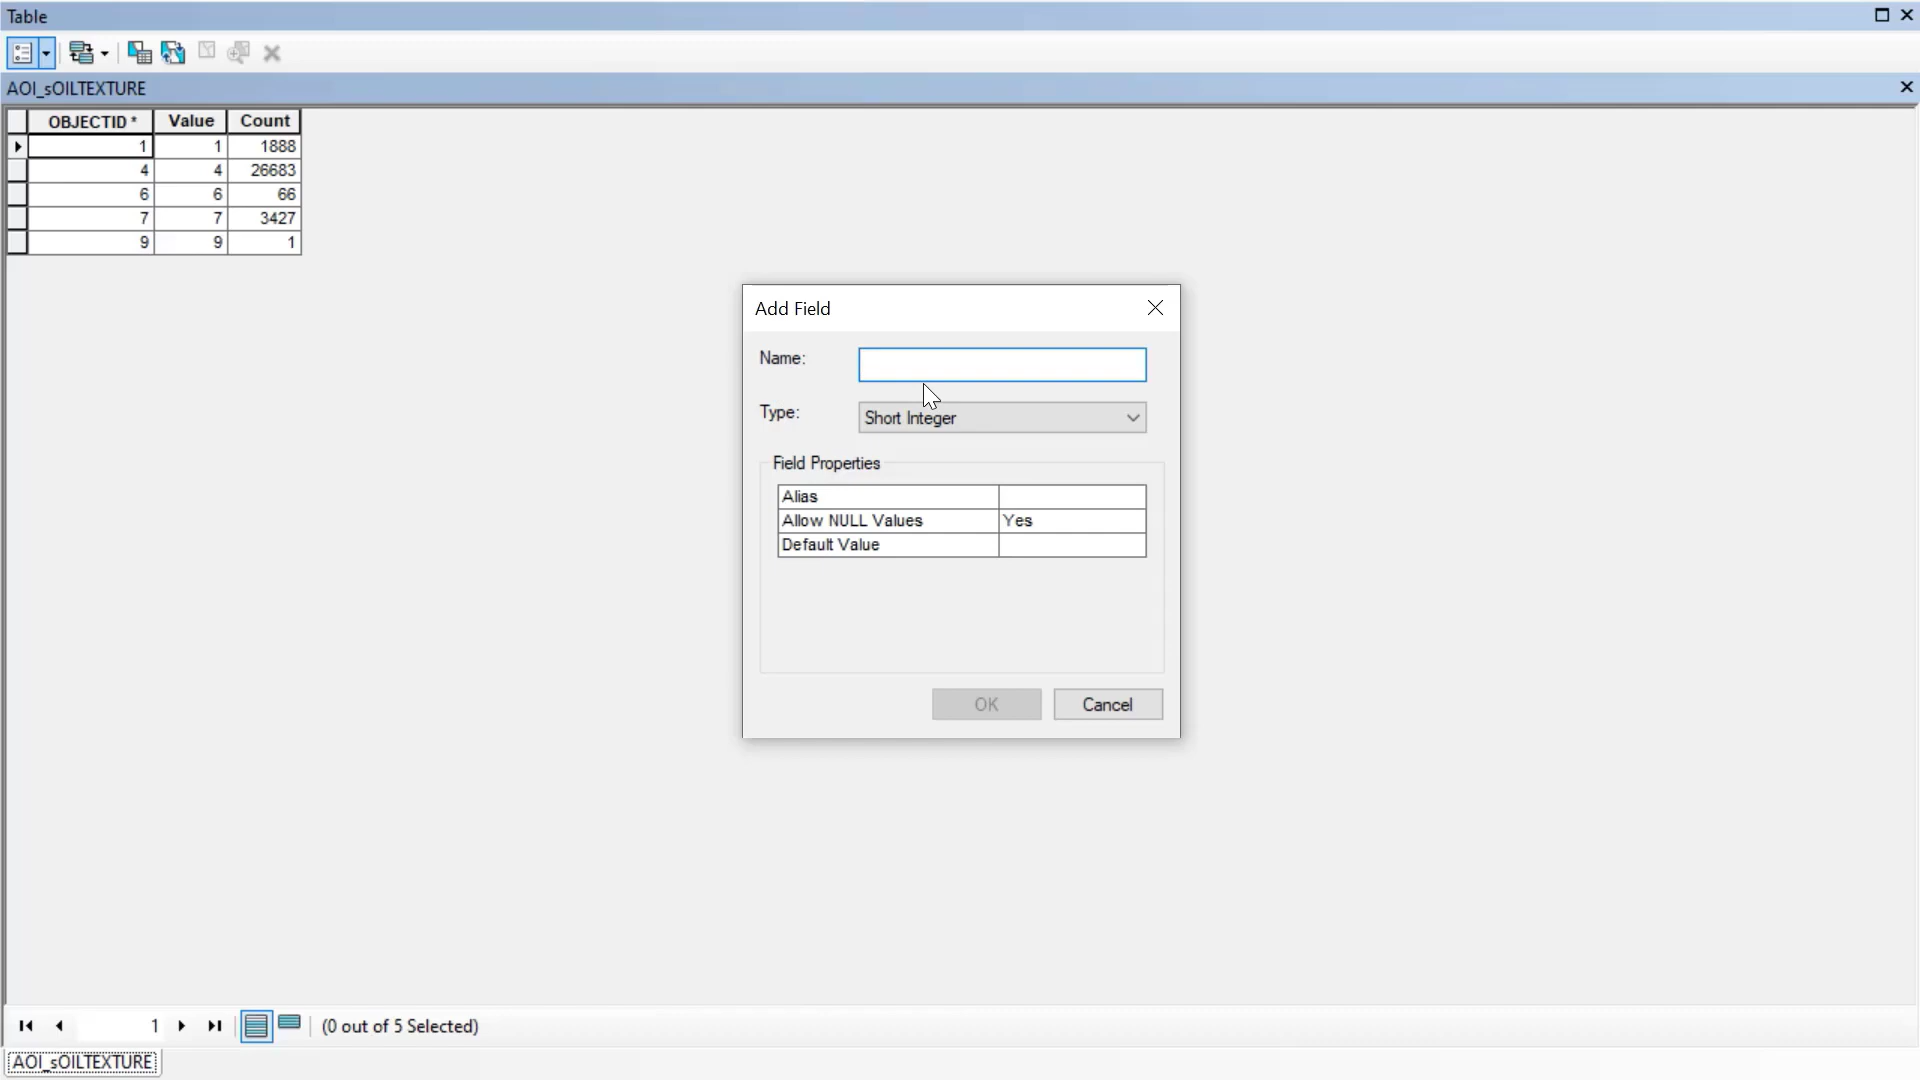 Table
AOI_sOILTEXTURE
OBJECTID * Value Count
1 1 1888
4 4 26683
6 6 66
7 7 3427
9 9 1
Add Field
Name:
Type: Short Integer
Field Properties
Alias
Allow NULL Values Yes
Default Value
OK Cancel
1 (0 out of 5 Selected)
AOI_sOILTEXTURE